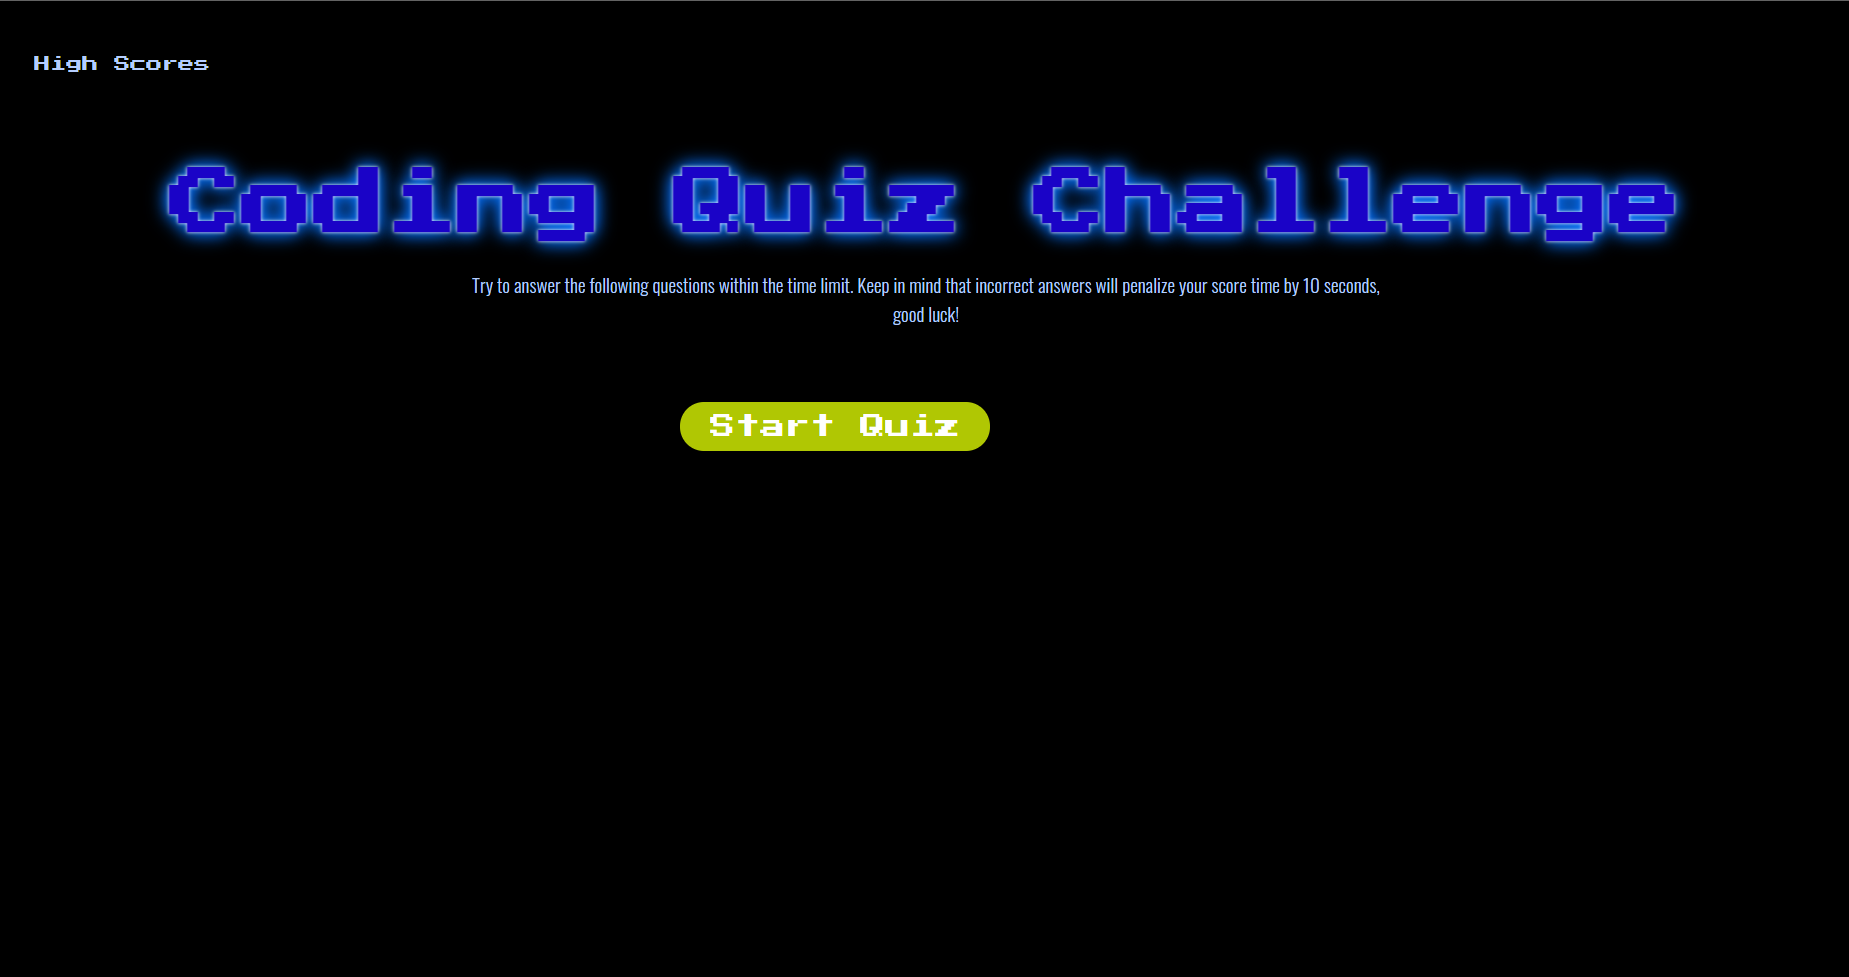 High Scores
Coding Quiz Challenge
Try to answer the following questions within the time limit. Keep in mind that incorrect answers will penalize your score time by 10 seconds,
good luck!
Start Quiz